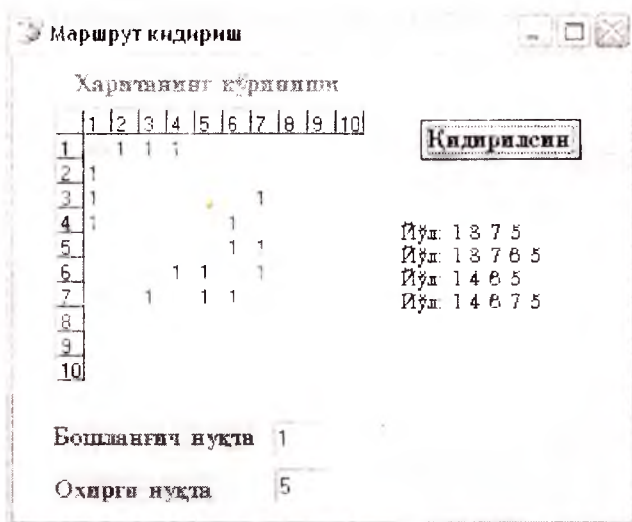 Маршрут кидириш
Харитонинг кўриниши
1 2 3 4 5 6 7 8 9 10
1 1 1 1
2 1
3 1 1
4 1 1
5 1 1
6 1 1 1
7 1 1 1
8
9
10
Қидирилсин
Йўл: 1 3 7 5
Йўл: 1 3 7 6 5
Йўл: 1 4 6 5
Йўл: 1 4 6 7 5
Бошланғич нуқта 1
Охирги нуқта 5